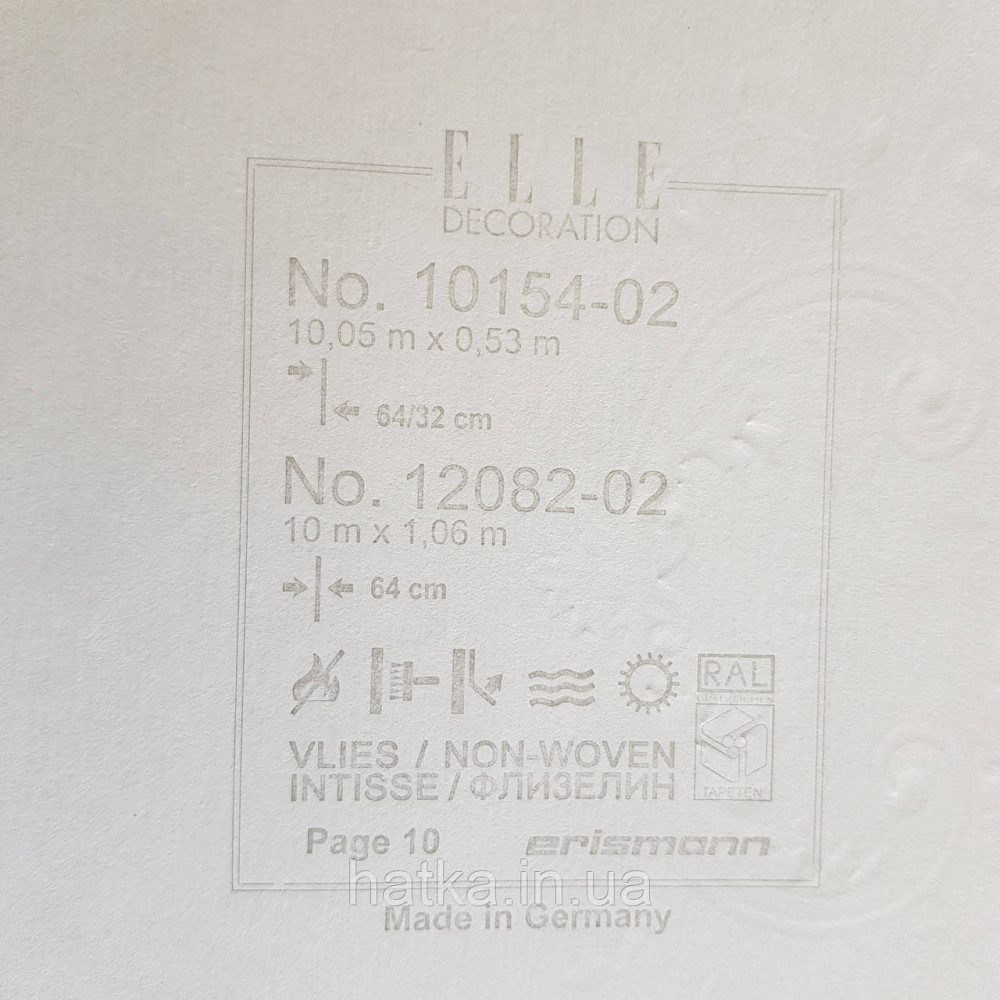 ELLE
DECORATION
No. 10154-02
10,05 m x 0,53 m
64/32 cm
No. 12082-02
10 m x 1,06 m
64 cm
RAL
VLIES / NON-WOVEN
INTISSE / ФЛИЗЕЛИН
TAPETEN
Page 10
erismann
hatka.in.ua
Made in Germany